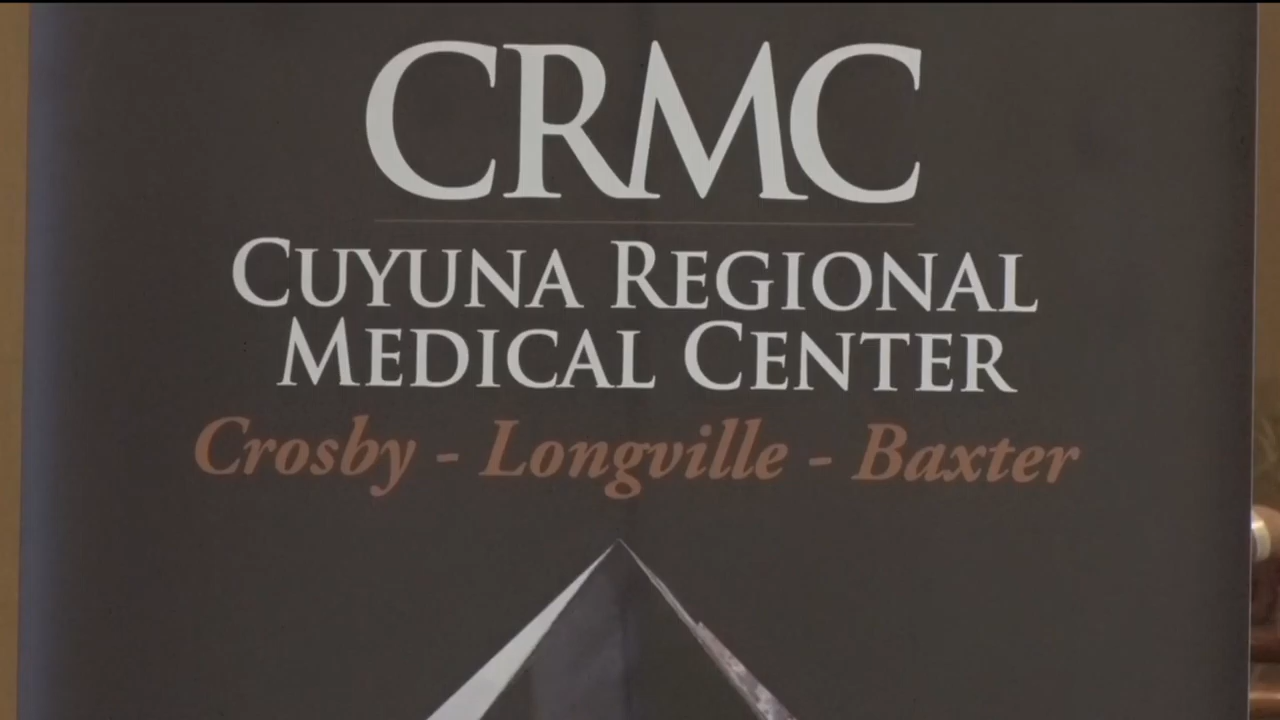 CRMC
CUYUNA REGIONAL
MEDICAL CENTER
Crosby - Longville - Baxter